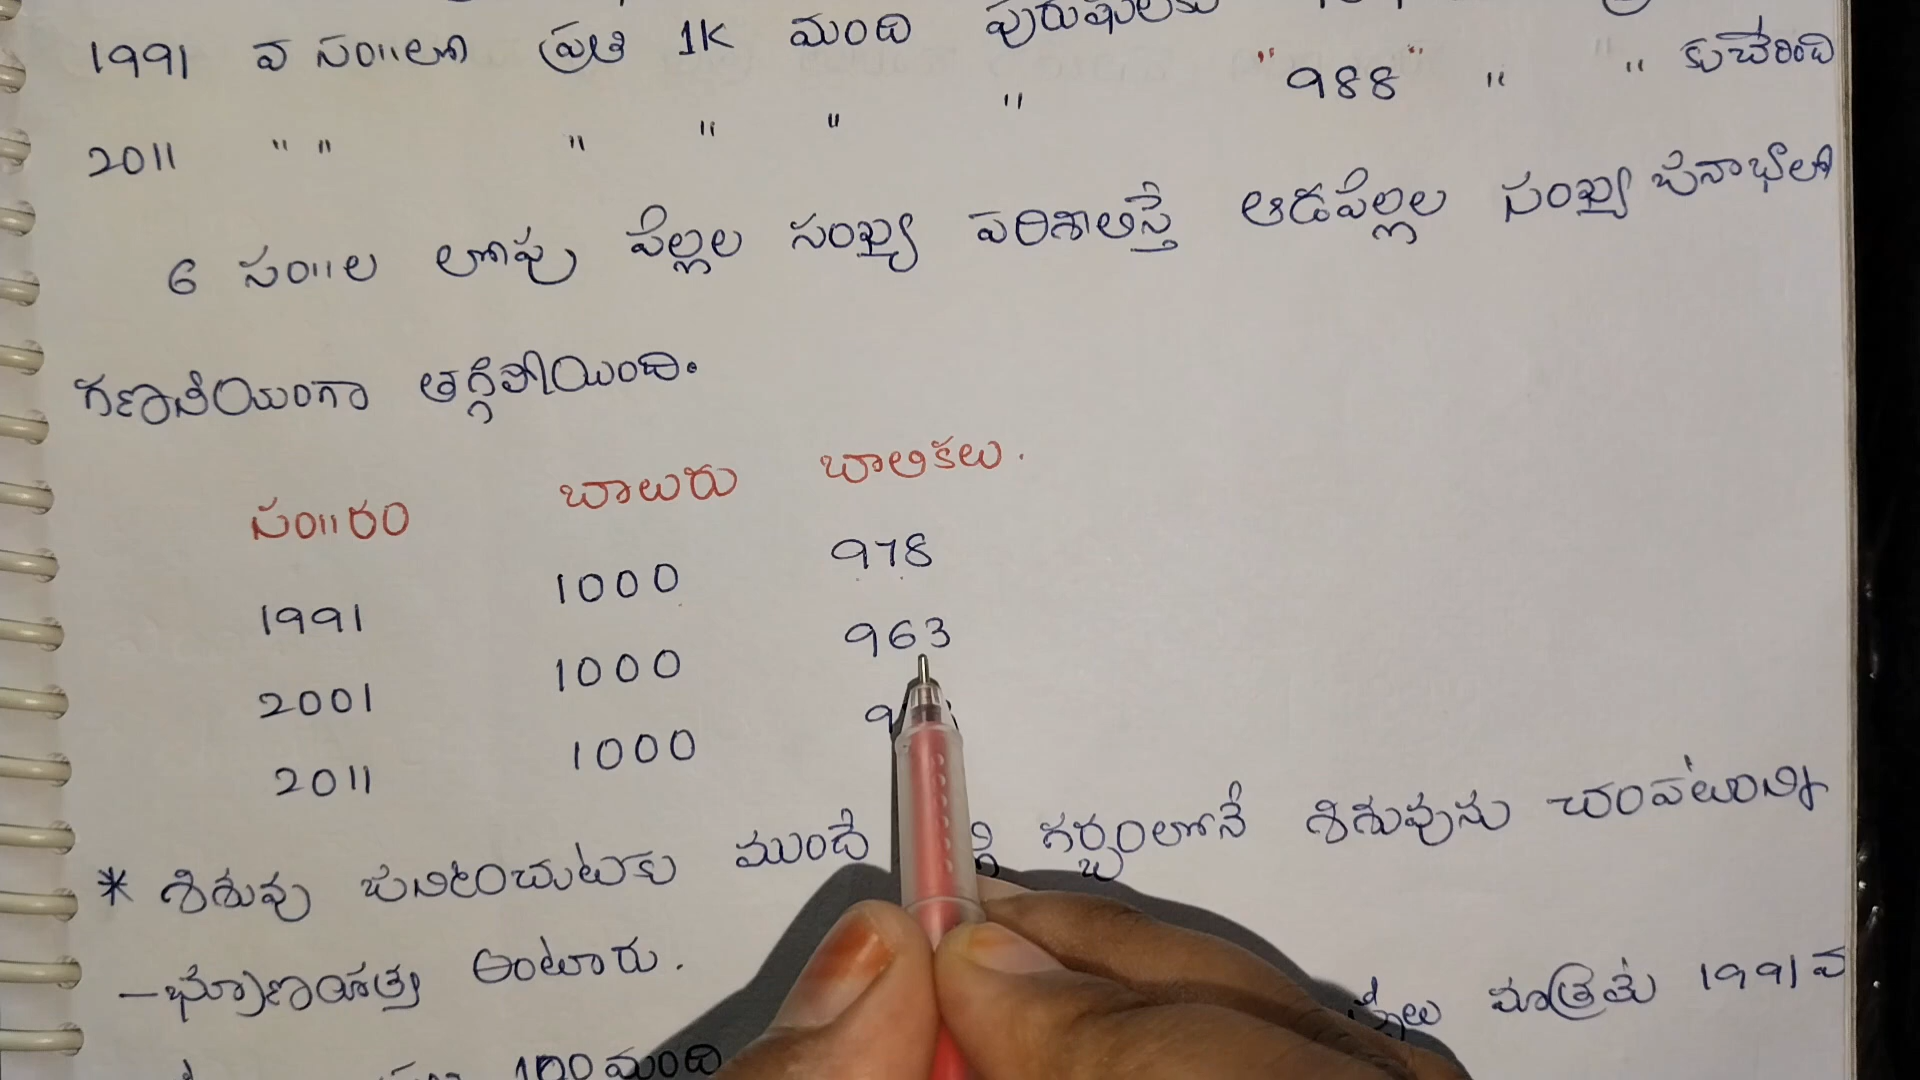 1991 వ సం॥లో ప్రతి 1K మంది పురుషులకు
2011 " " " " " " " 988 " " " కుచేరింది
6 సం॥ల లోపు పిల్లల సంఖ్య పరిశీలిస్తే ఆడపిల్లల సంఖ్య జనాభాలో
గణనీయంగా తగ్గిపోయింది.
సం॥రం బాలురు బాలికలు.
1991 1000 978
2001 1000 963
2011 1000
* శిశువు జనించుటకు ముందే గర్భంలోనే శిశువును చంపటాన్ని
భ్రూణహత్య అంటారు.
మాత్రమే 1991 వ
100 మంది